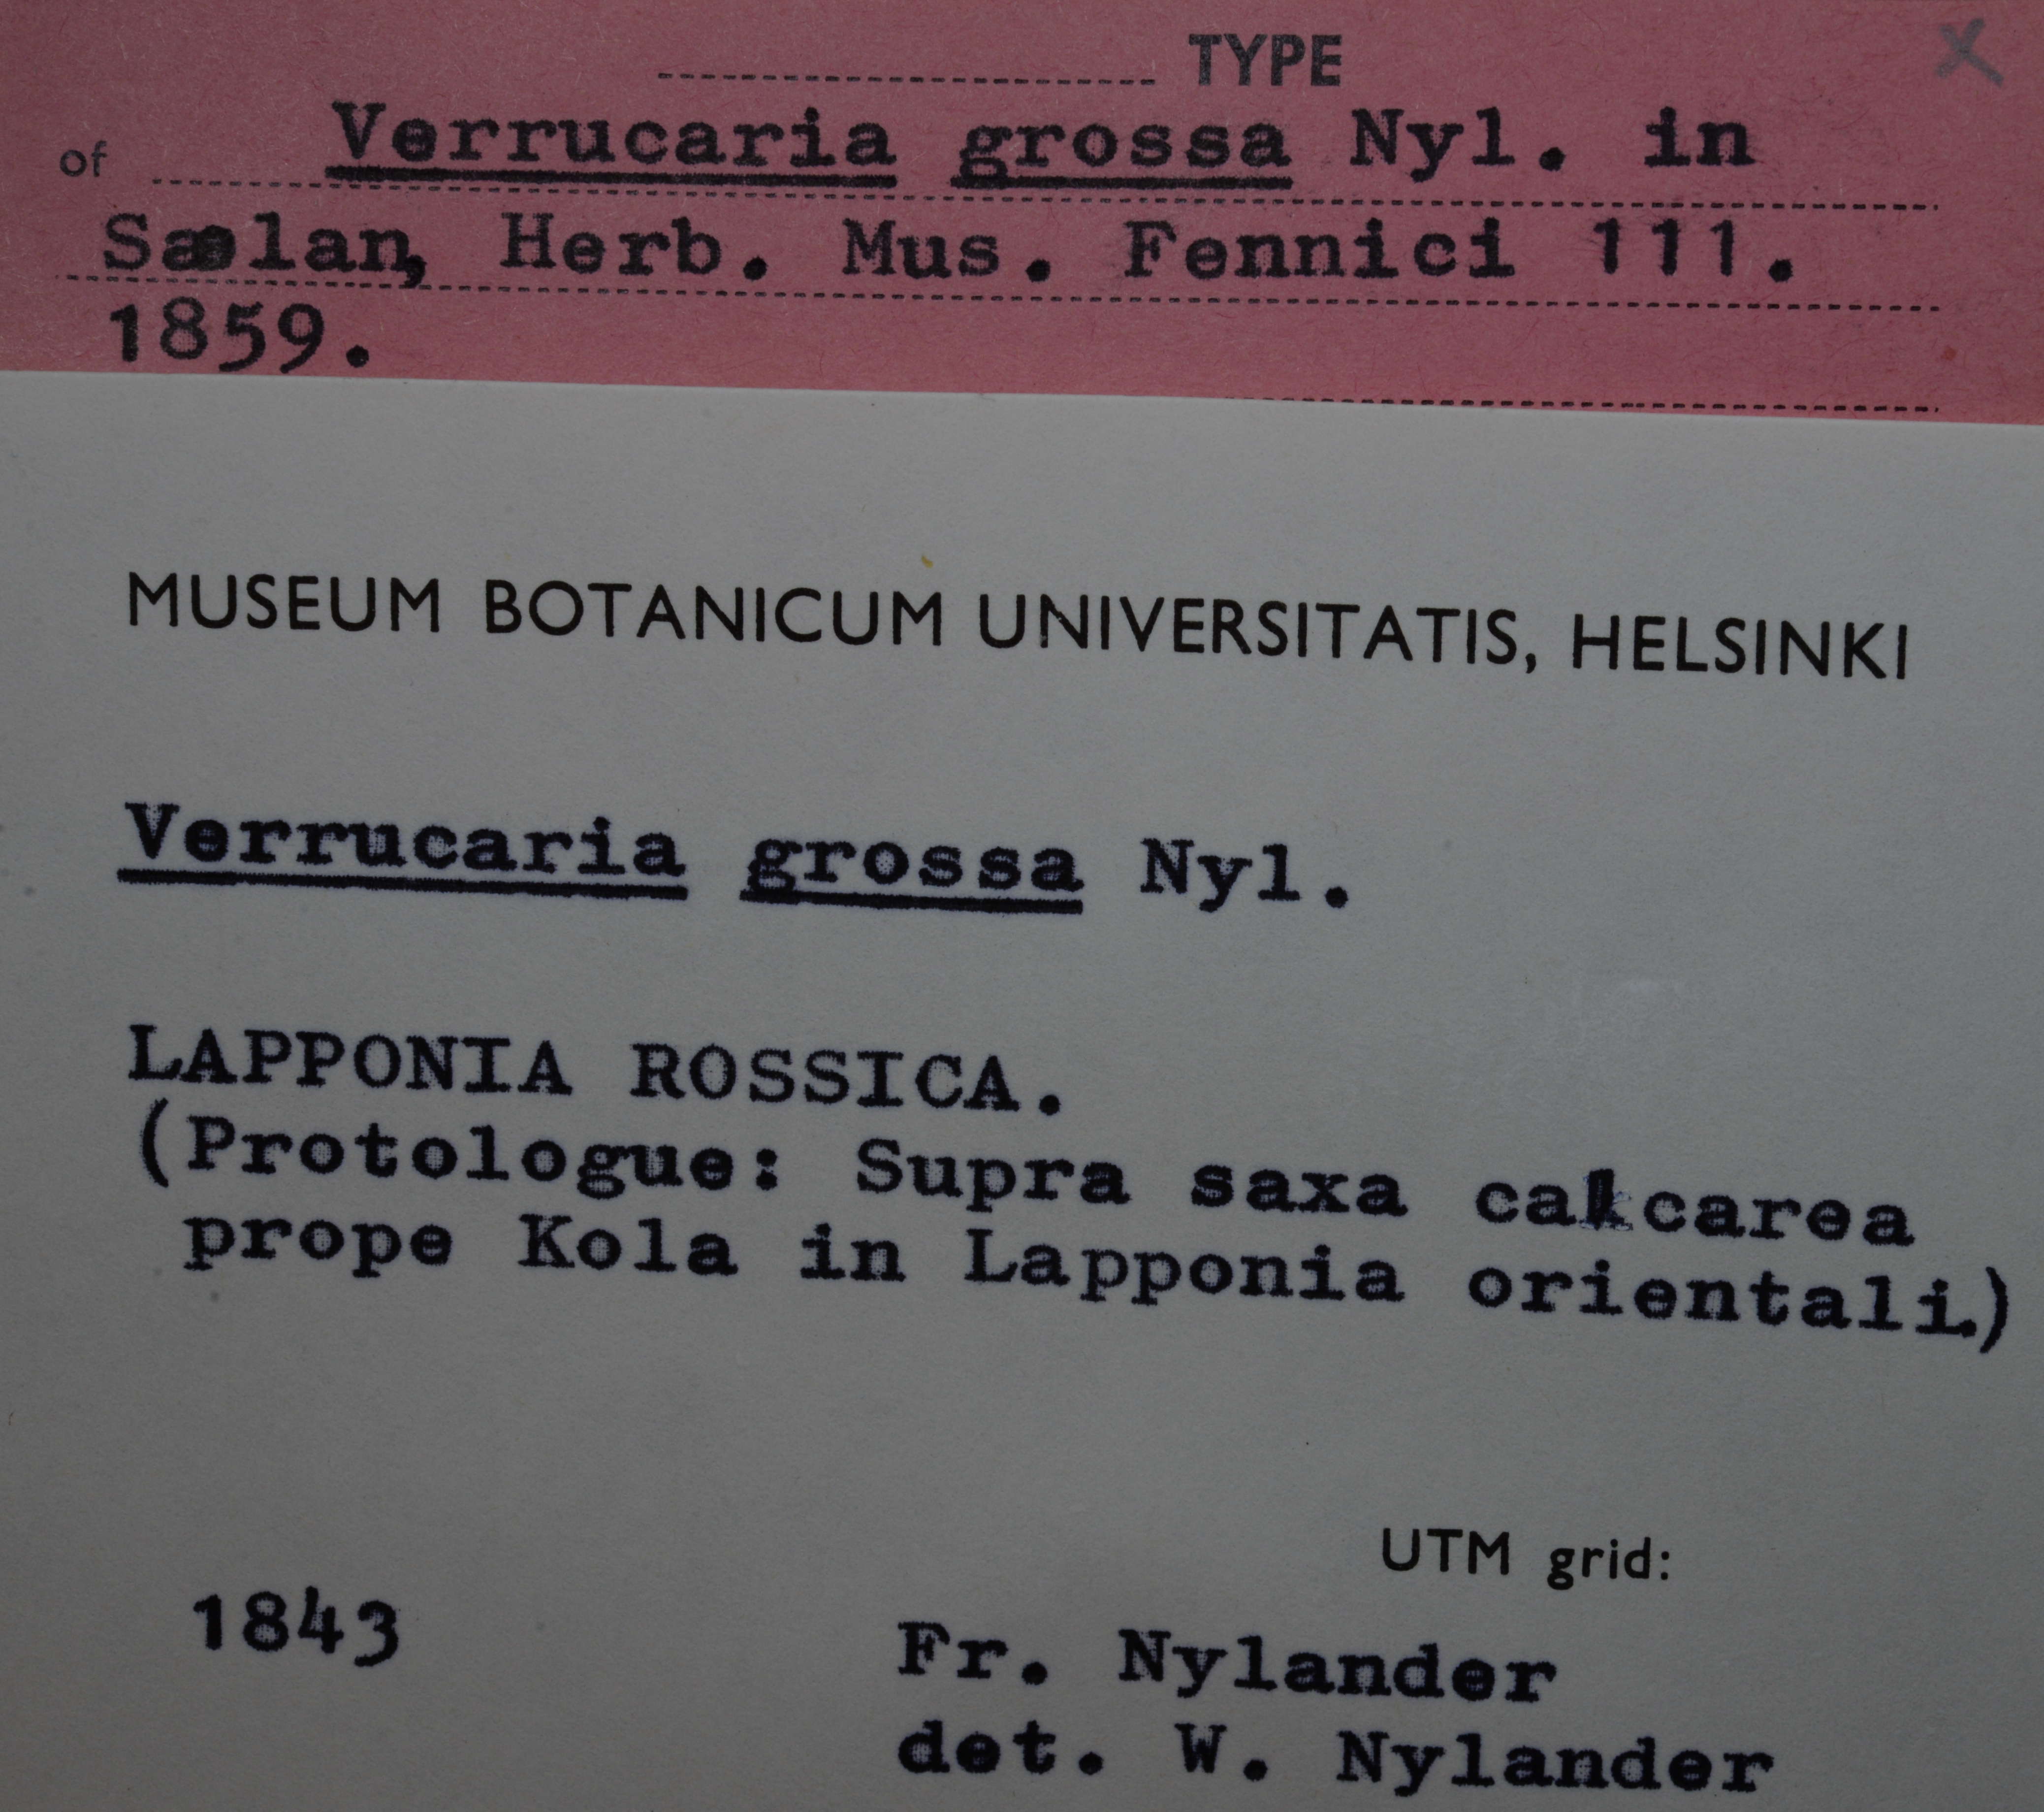 TYPE
of Verrucaria grossa Nyl. in
Sælan, Herb. Mus. Fennici 111.
1859.
MUSEUM BOTANICUM UNIVERSITATIS, HELSINKI
Verrucaria grossa Nyl.
LAPPONIA ROSSICA.
(Protologue: Supra saxa calcarea
prope Kola in Lapponia orientali.)
UTM grid:
1843
Fr. Nylander
det. W. Nylander